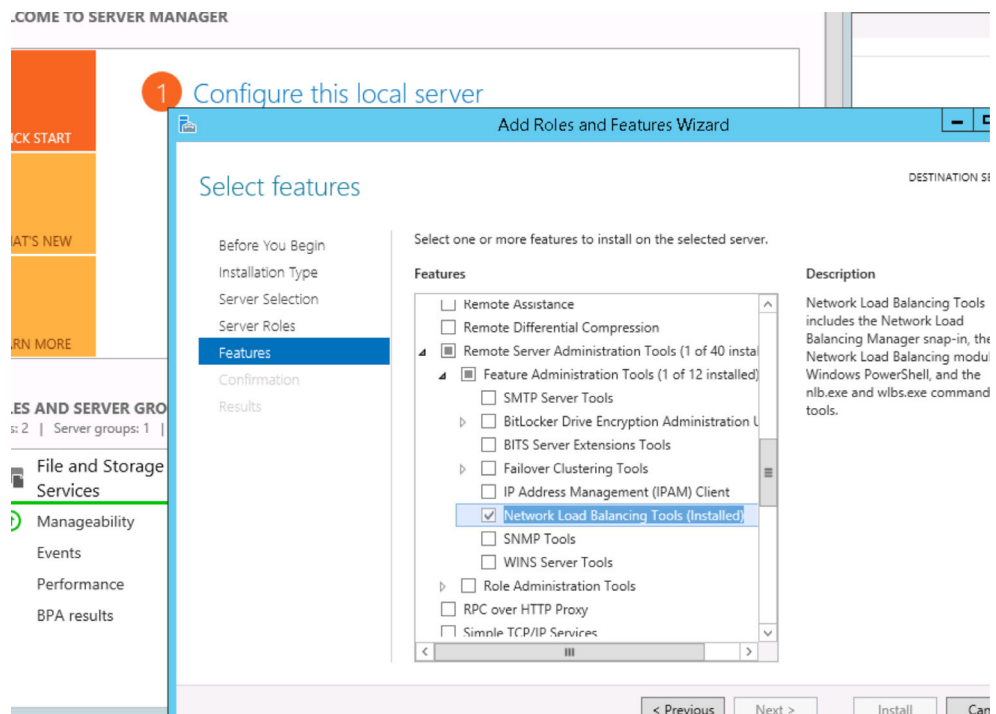 COME TO SERVER MANAGER
1 Configure this local server
CK START
AT'S NEW
RN MORE
ES AND SERVER GRO
s: 2 | Server groups: 1 |
File and Storage
Services
Manageability
Events
Performance
BPA results
Add Roles and Features Wizard
Select features
DESTINATION SE
Before You Begin
Installation Type
Server Selection
Server Roles
Features
Confirmation
Results
Select one or more features to install on the selected server.
Features
Remote Assistance
Remote Differential Compression
Remote Server Administration Tools (1 of 40 instal
Feature Administration Tools (1 of 12 installed)
SMTP Server Tools
BitLocker Drive Encryption Administration U
BITS Server Extensions Tools
Failover Clustering Tools
IP Address Management (IPAM) Client
Network Load Balancing Tools (Installed)
SNMP Tools
WINS Server Tools
Role Administration Tools
RPC over HTTP Proxy
Simple TCP/IP Services
Description
Network Load Balancing Tools
includes the Network Load
Balancing Manager snap-in, the
Network Load Balancing modul
Windows PowerShell, and the
nlb.exe and wlbs.exe command
tools.
< Previous
Next >
Install
Can